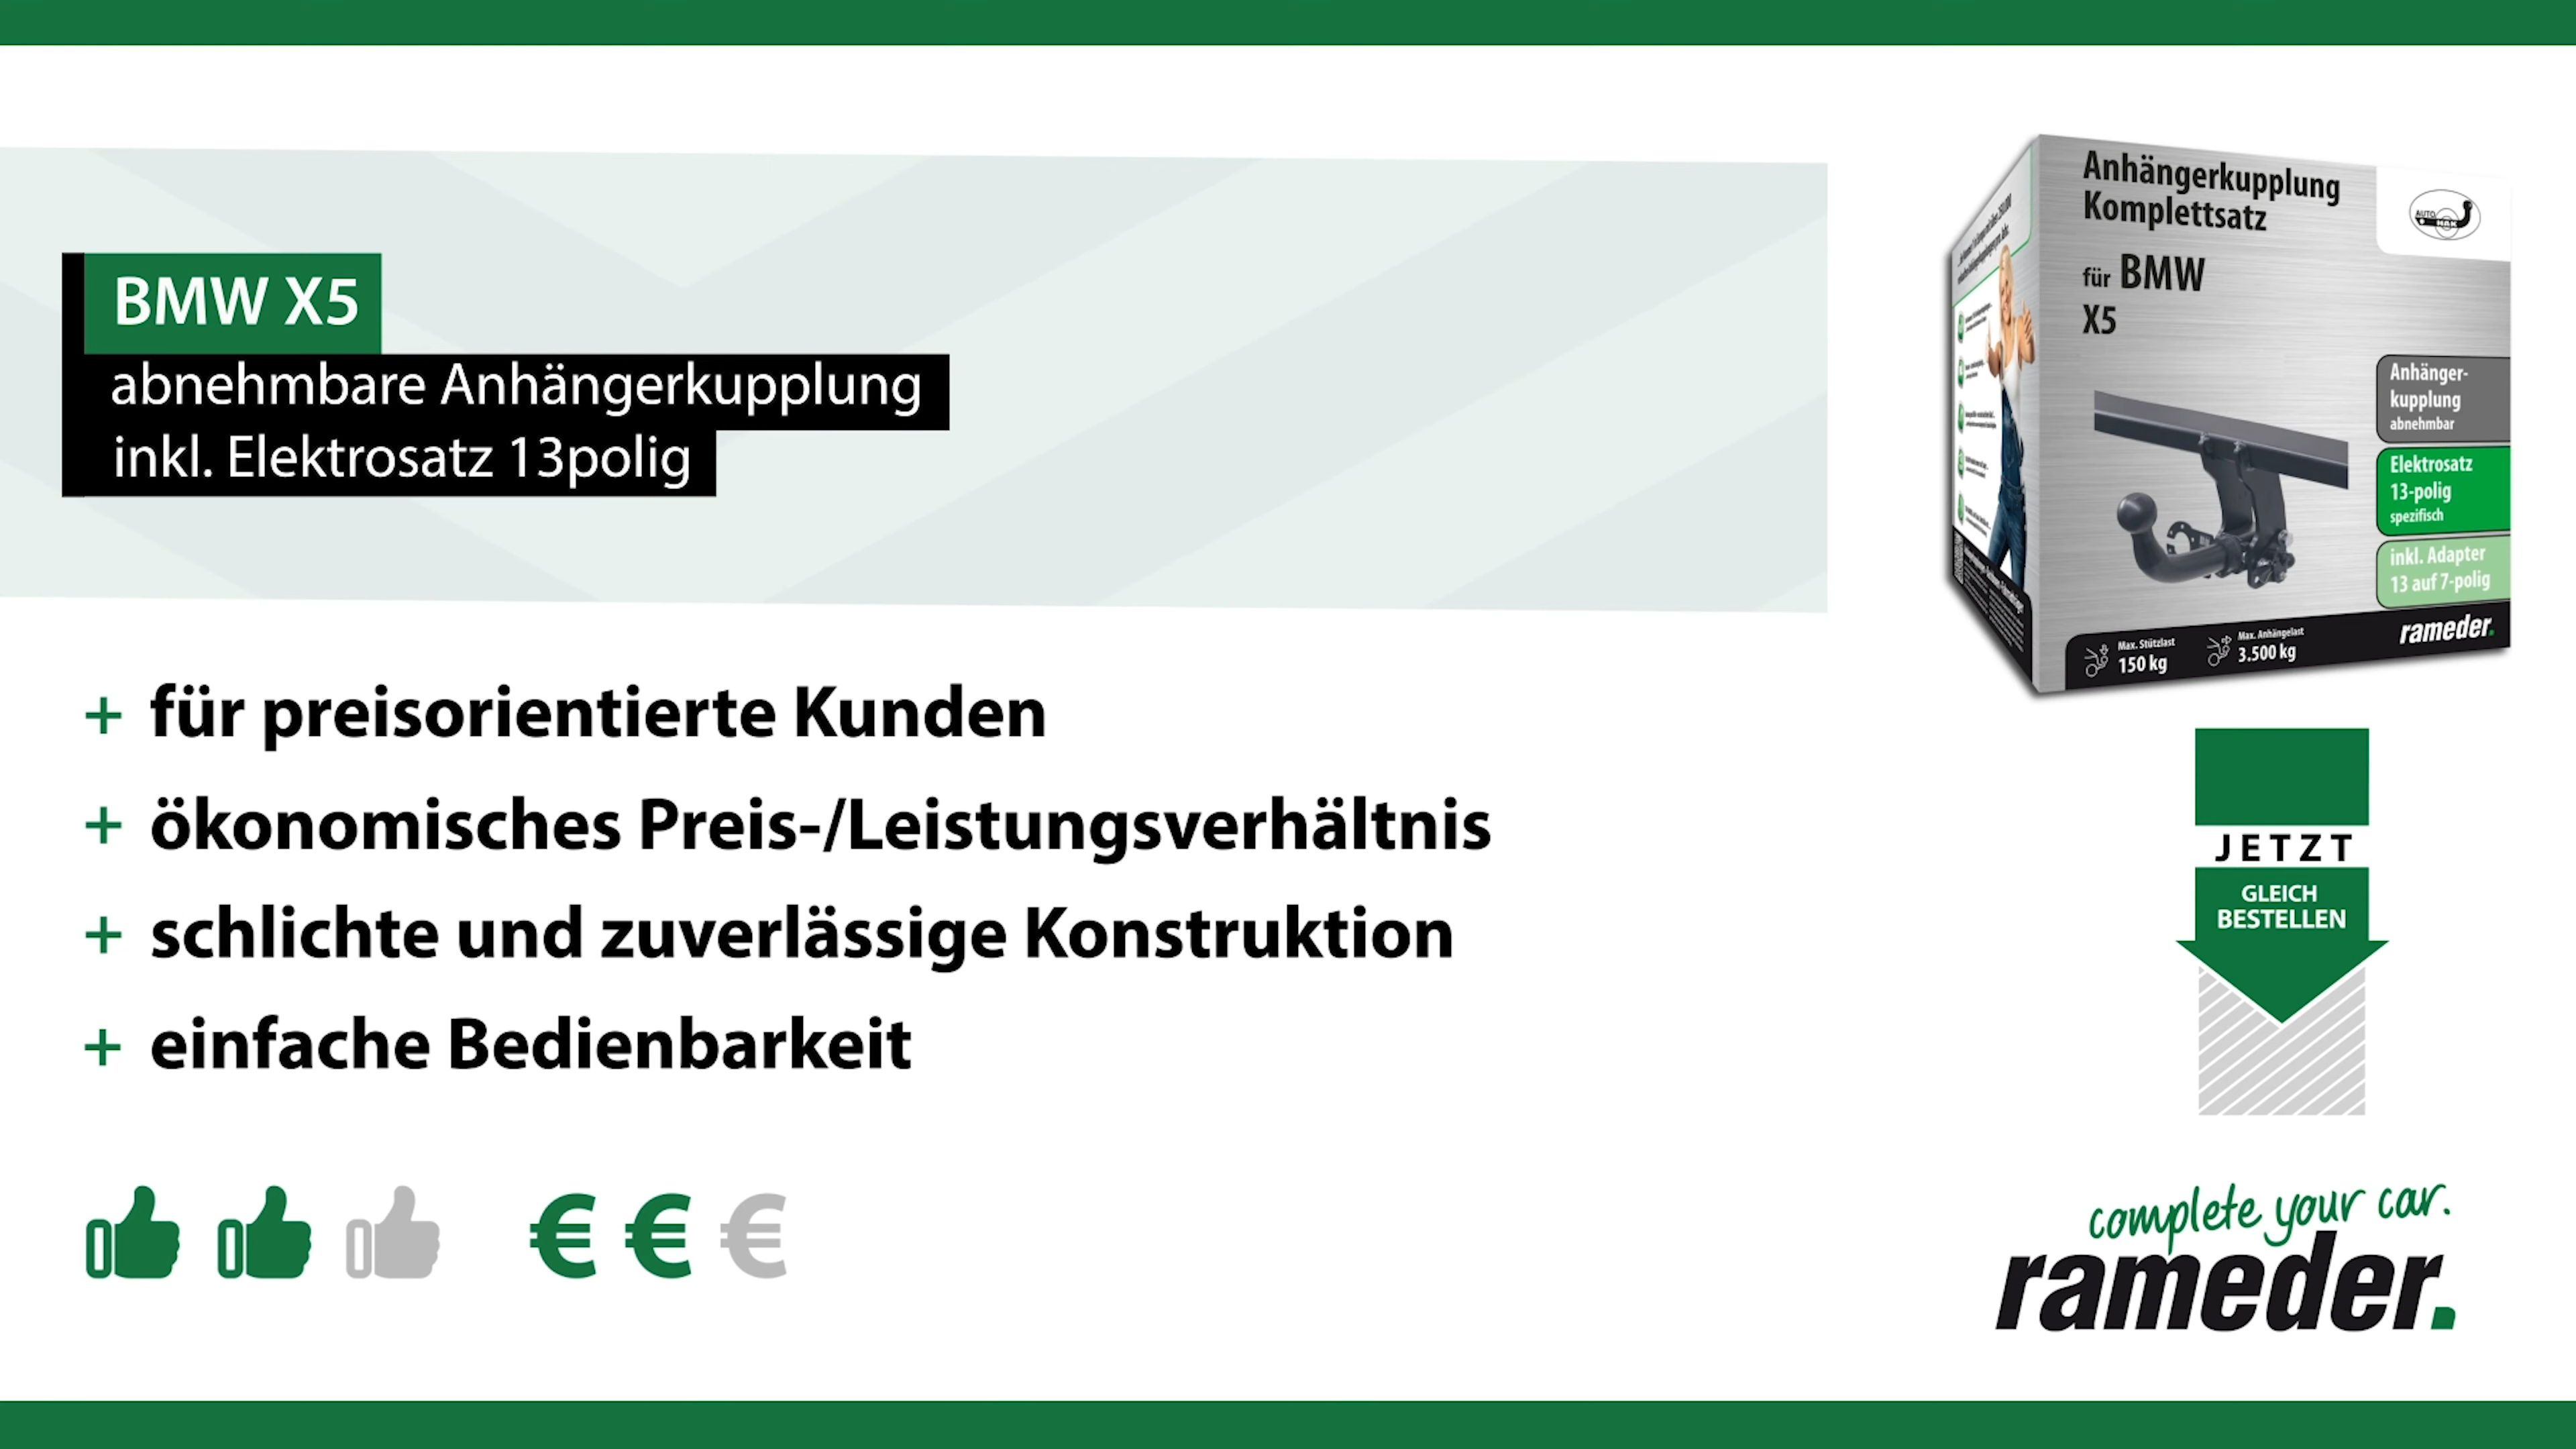 BMW X5
abnehmbare Anhängerkupplung
inkl. Elektrosatz 13polig
+ für preisorientierte Kunden
+ ökonomisches Preis-/Leistungsverhältnis
+ schlichte und zuverlässige Konstruktion
+ einfache Bedienbarkeit
€ € €
Anhängerkupplung
Komplettsatz
für BMW
X5
AUTO
HAK
Anhänger-
kupplung
abnehmbar
Elektrosatz
13-polig
spezifisch
inkl. Adapter
13 auf 7-polig
Max. Stützlast
150 kg
Max. Anhängelast
3.500 kg
rameder.
JETZT
GLEICH
BESTELLEN
complete your car.
rameder.